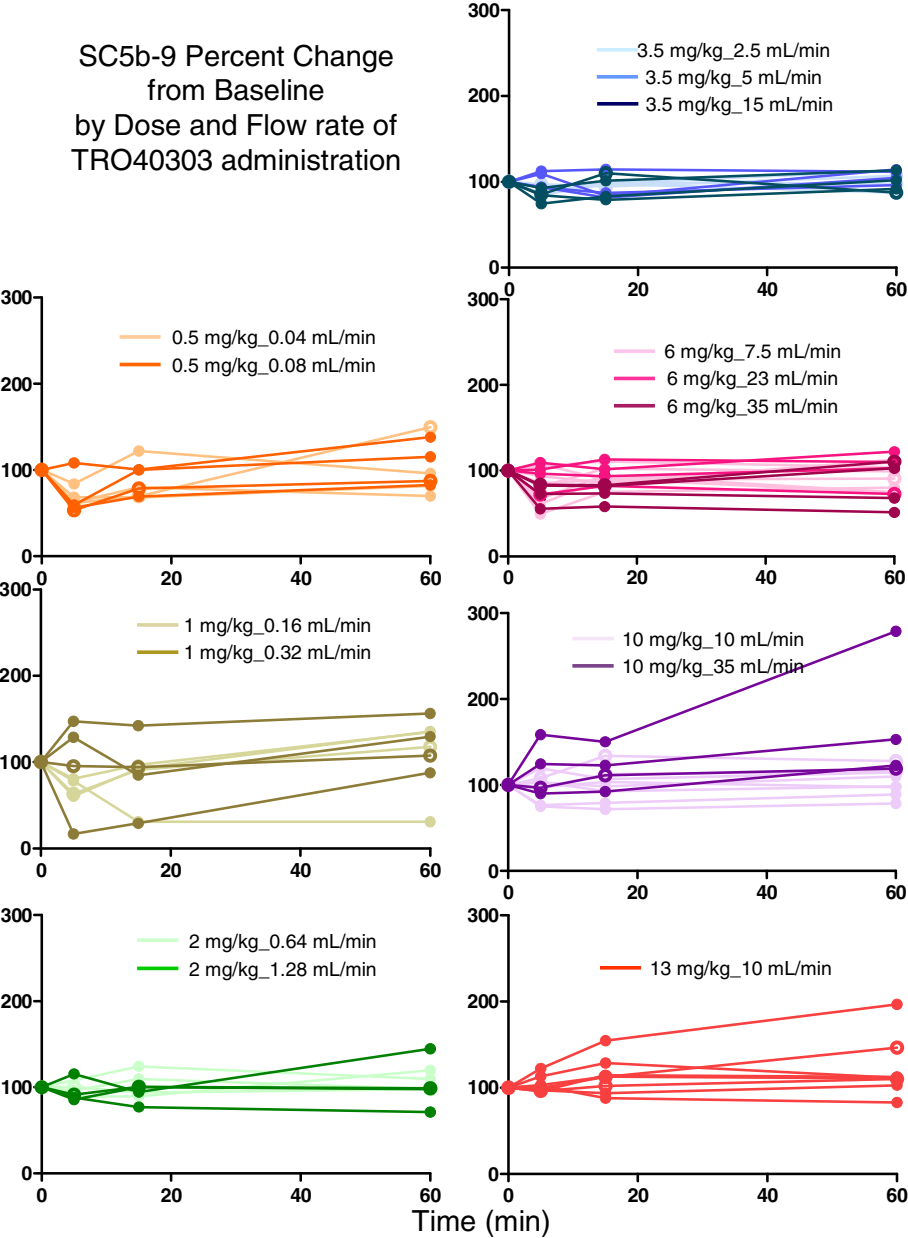 SC5b-9 Percent Change
from Baseline
by Dose and Flow rate of
TRO40303 administration
300
3.5 mg/kg_2.5 mL/min
3.5 mg/kg_5 mL/min
200
3.5 mg/kg_15 mL/min
100
0
0 20 40 60
300
0.5 mg/kg_0.04 mL/min
0.5 mg/kg_0.08 mL/min
200
100
0
0 20 40 60
300
6 mg/kg_7.5 mL/min
6 mg/kg_23 mL/min
200
6 mg/kg_35 mL/min
100
0
0 20 40 60
300
1 mg/kg_0.16 mL/min
1 mg/kg_0.32 mL/min
200
100
0
0 20 40 60
300
10 mg/kg_10 mL/min
10 mg/kg_35 mL/min
200
100
0
0 20 40 60
300
2 mg/kg_0.64 mL/min
2 mg/kg_1.28 mL/min
200
100
0
0 20 40 60
300
13 mg/kg_10 mL/min
200
100
0
0 20 40 60
Time (min)